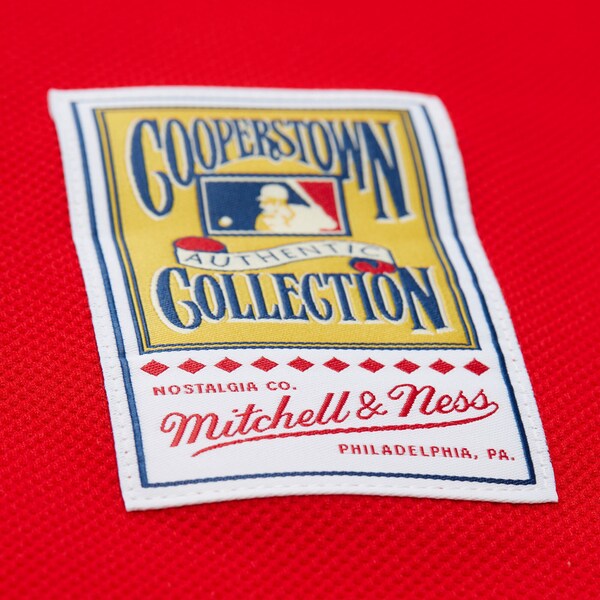 COOPERSTOWN
AUTHENTIC
COLLECTION
NOSTALGIA CO.
Mitchell & Ness
PHILADELPHIA, PA.